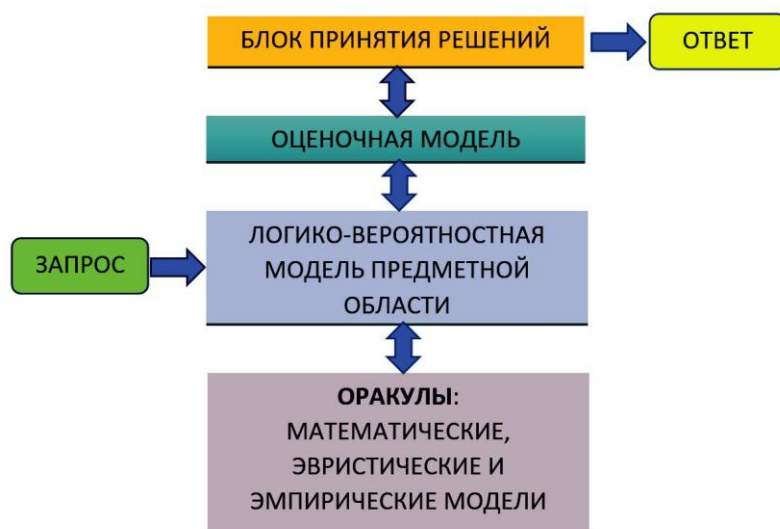 БЛОК ПРИНЯТИЯ РЕШЕНИЙ
ОТВЕТ
ОЦЕНОЧНАЯ МОДЕЛЬ
ЗАПРОС
ЛОГИКО-ВЕРОЯТНОСТНАЯ
МОДЕЛЬ ПРЕДМЕТНОЙ
ОБЛАСТИ
ОРАКУЛЫ:
МАТЕМАТИЧЕСКИЕ,
ЭВРИСТИЧЕСКИЕ И
ЭМПИРИЧЕСКИЕ МОДЕЛИ